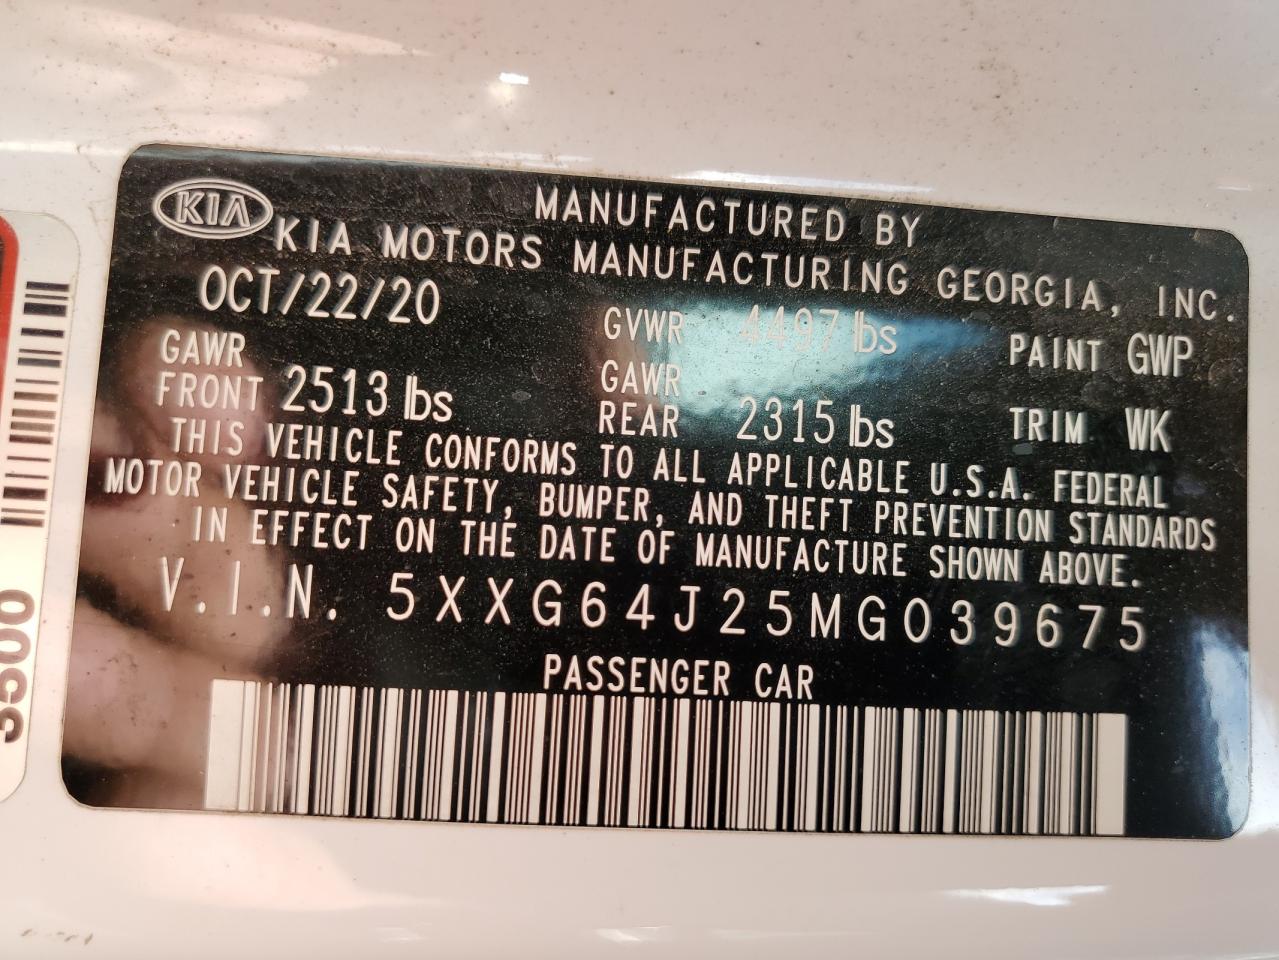 KIA
MANUFACTURED BY
KIA MOTORS MANUFACTURING GEORGIA, INC.
OCT/22/20
GVWR 4497 lbs
PAINT GWP
GAWR
FRONT 2513 lbs
GAWR
REAR 2315 lbs
TRIM WK
THIS VEHICLE CONFORMS TO ALL APPLICABLE U.S.A. FEDERAL
MOTOR VEHICLE SAFETY, BUMPER, AND THEFT PREVENTION STANDARDS
IN EFFECT ON THE DATE OF MANUFACTURE SHOWN ABOVE.
V.I.N. 5XXG64J25MG039675
PASSENGER CAR
3500